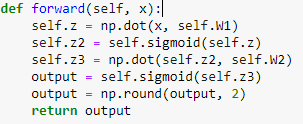 def forward(self, x):
    self.z = np.dot(x, self.W1)
    self.z2 = self.sigmoid(self.z)
    self.z3 = np.dot(self.z2, self.W2)
    output = self.sigmoid(self.z3)
    output = np.round(output, 2)
    return output